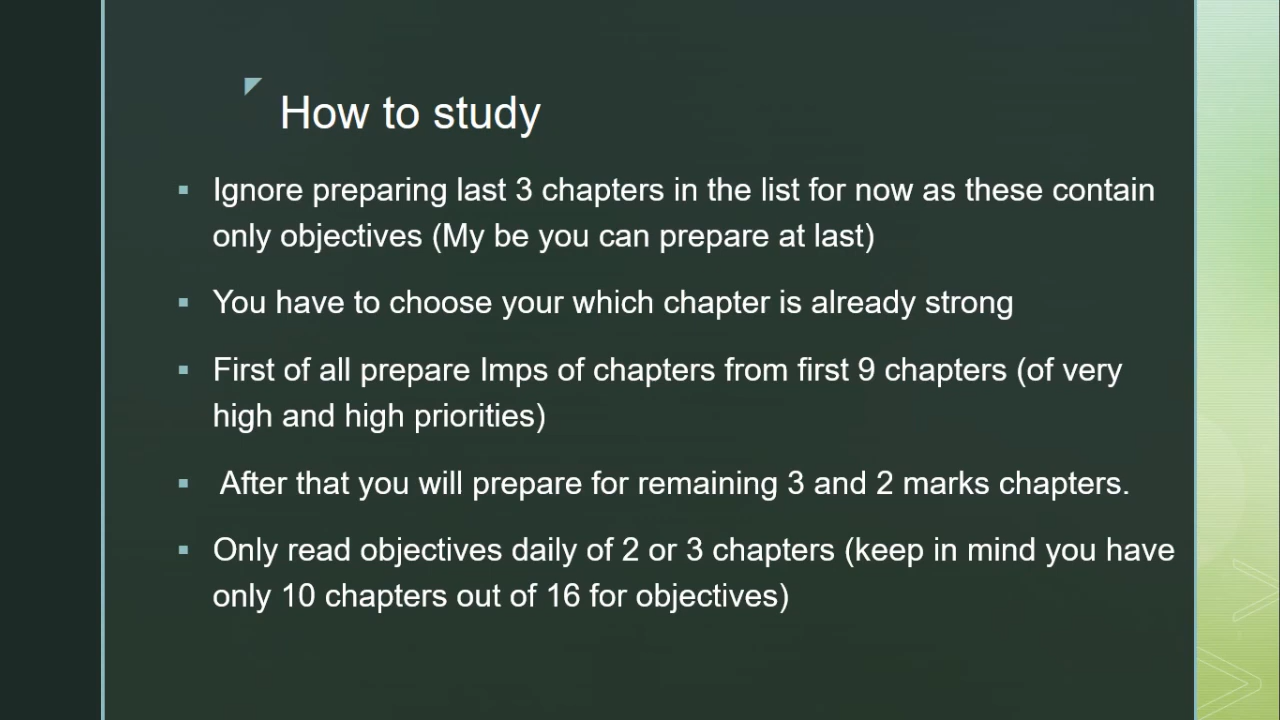 How to study
Ignore preparing last 3 chapters in the list for now as these contain
only objectives (My be you can prepare at last)
You have to choose your which chapter is already strong
First of all prepare Imps of chapters from first 9 chapters (of very
high and high priorities)
After that you will prepare for remaining 3 and 2 marks chapters.
Only read objectives daily of 2 or 3 chapters (keep in mind you have
only 10 chapters out of 16 for objectives)